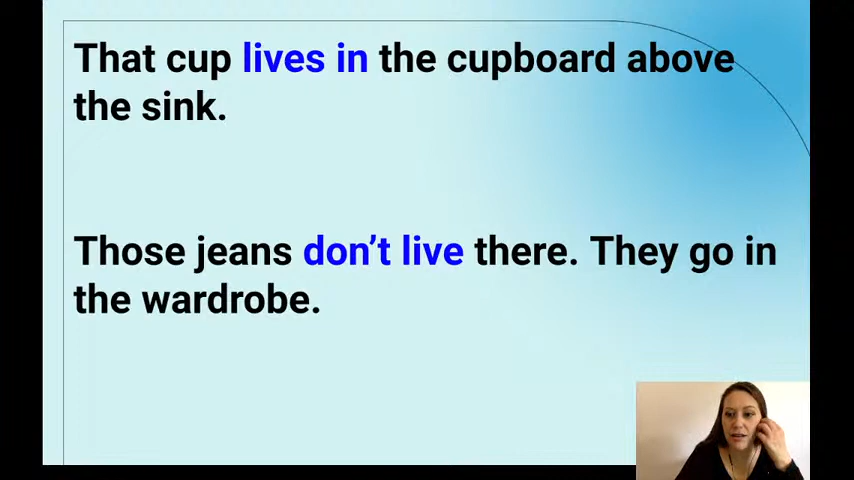 That cup lives in the cupboard above
the sink.
Those jeans don’t live there. They go in
the wardrobe.